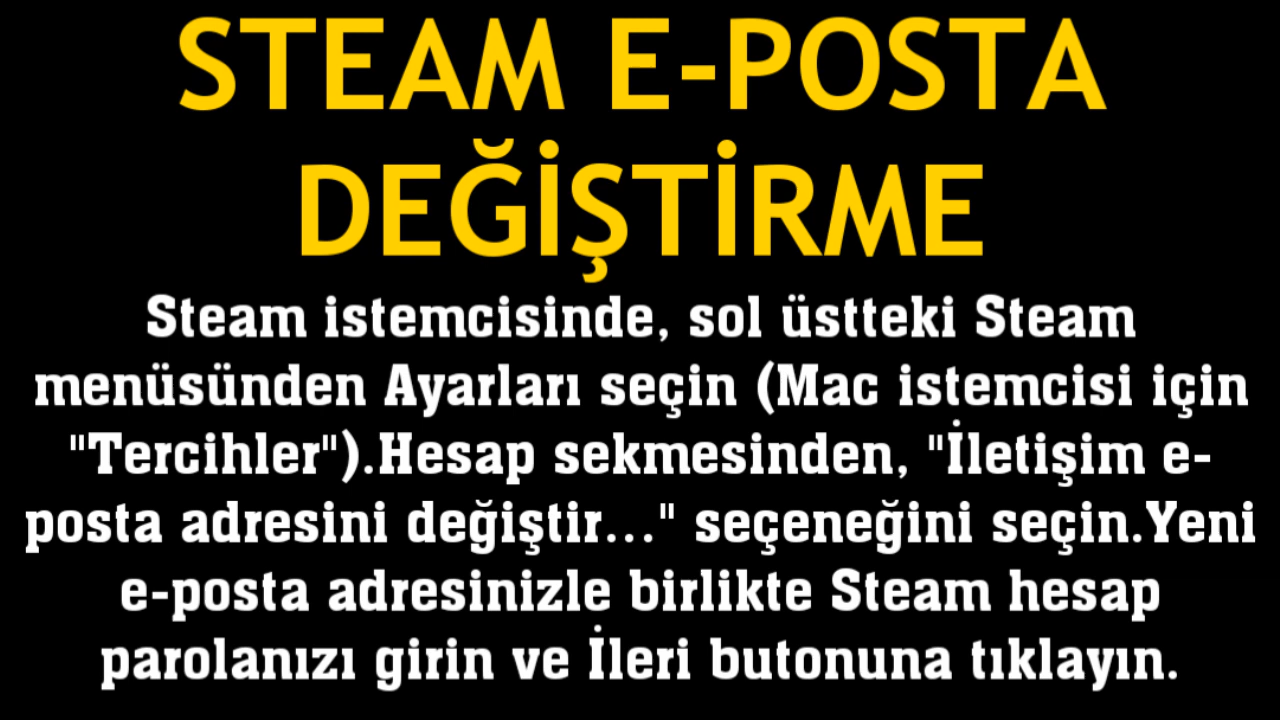 STEAM E-POSTA
DEĞİŞTİRME
Steam istemcisinde, sol üstteki Steam
menüsünden Ayarları seçin (Mac istemcisi için
"Tercihler").Hesap sekmesinden, "İletişim e-
posta adresini değiştir..." seçeneğini seçin.Yeni
e-posta adresinizle birlikte Steam hesap
parolanızı girin ve İleri butonuna tıklayın.